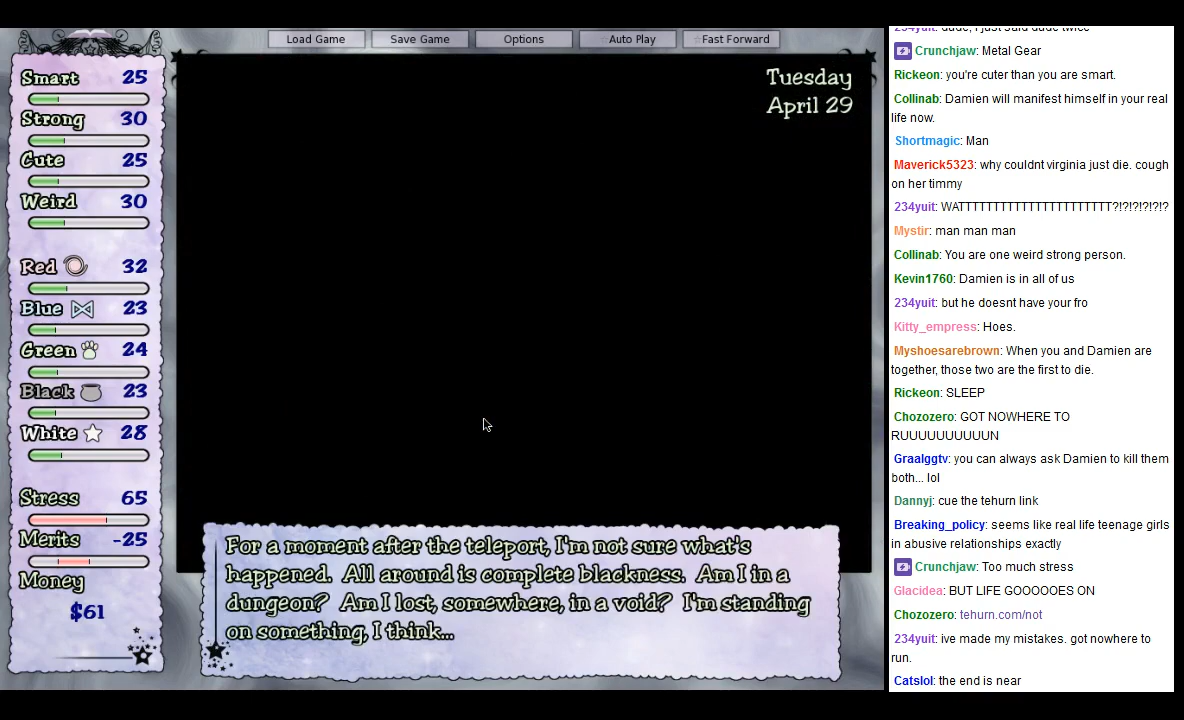 Load Game
Save Game
Options
Auto Play
Fast Forward
Smart 25
Strong 30
Cute 25
Weird 30
Red 32
Blue 23
Green 24
Black 23
White 28
Stress 65
Merits -25
Money
$61
Tuesday
April 29
For a moment after the teleport, I'm not sure what's
happened. All around is complete blackness. Am I in a
dungeon? Am I lost, somewhere, in a void? I'm standing
on something, I think...
234yuit: dude, i just said dude twice
Crunchjaw: Metal Gear
Rickeon: you're cuter than you are smart.
Collinab: Damien will manifest himself in your real
life now.
Shortmagic: Man
Maverick5323: why couldnt virginia just die. cough
on her timmy
234yuit: WATTTTTTTTTTTTTTTTTTTTTT?!?!?!?!?!?
Mystir: man man man
Collinab: You are one weird strong person.
Kevin1760: Damien is in all of us
234yuit: but he doesnt have your fro
Kitty_empress: Hoes.
Myshoesarebrown: When you and Damien are
together, those two are the first to die.
Rickeon: SLEEP
Chozozero: GOT NOWHERE TO
RUUUUUUUUUUN
Graalggtv: you can always ask Damien to kill them
both... lol
Dannyj: cue the tehurn link
Breaking_policy: seems like real life teenage girls
in abusive relationships exactly
Crunchjaw: Too much stress
Glacidea: BUT LIFE GOOOOOES ON
Chozozero: tehurn.com/not
234yuit: ive made my mistakes. got nowhere to
run.
Catslol: the end is near